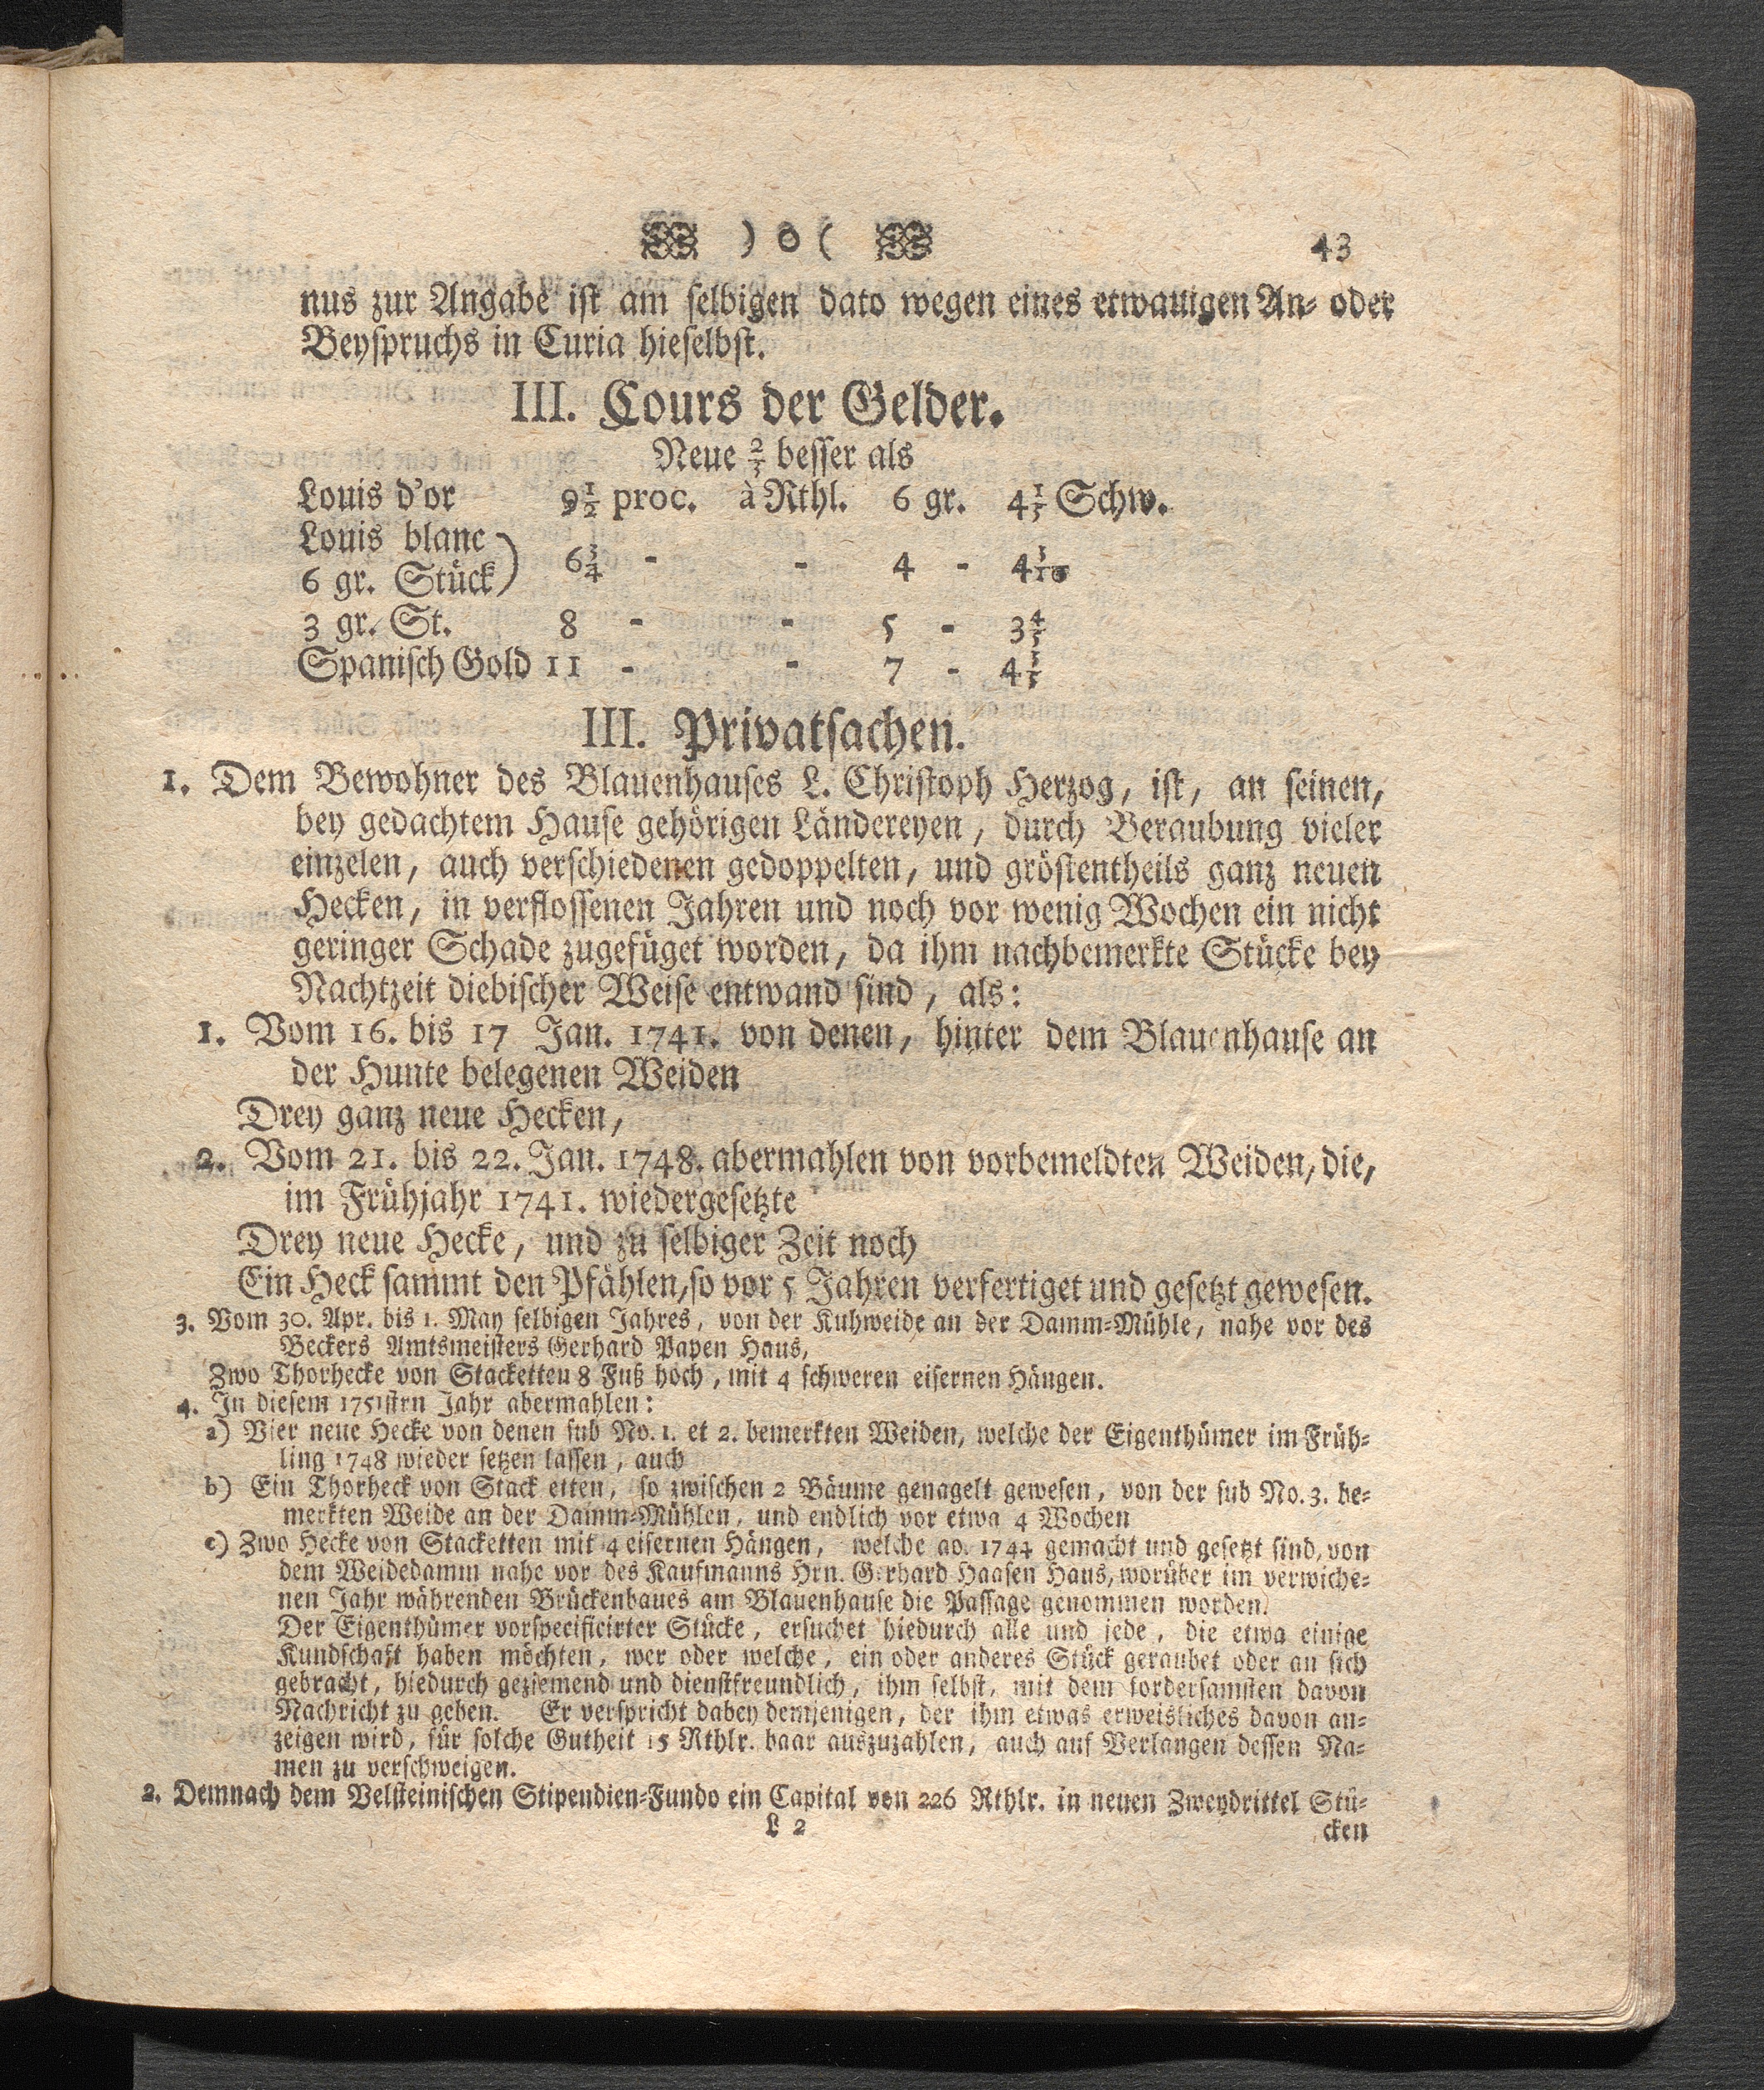 ) o ( 43
nus zur Angabe ist am selbigen dato wegen eines etwanigen An- oder
Beyspruchs in Curia hieselbst.
III. Cours der Gelder.
Neue 2/3 besser als
Louis d'or 9 1/2 proc. à Rthl. 6 gr. 4 1/5 Schw.
Louis blanc )
6 gr. Stück ) 6 3/4 - - 4 - 4 3/10
3 gr. St. 8 - - 5 - 3 4/5
Spanisch Gold 11 - - 7 - 4 3/5
III. Privatsachen.
1. Dem Bewohner des Blauenhauses L. Christoph Herzog, ist, an seinen,
bey gedachtem Hause gehörigen Ländereyen, durch Beraubung vieler
einzelen, auch verschiedenen gedoppelten, und gröstentheils ganz neuen
Hecken, in verflossenen Jahren und noch vor wenig Wochen ein nicht
geringer Schade zugefüget worden, da ihm nachbemerkte Stücke bey
Nachtzeit diebischer Weise entwand sind, als:
1. Vom 16. bis 17 Jan. 1741. von denen, hinter dem Blauenhause an
der Hunte belegenen Weiden
Drey ganz neue Hecken,
2. Vom 21. bis 22. Jan. 1748. abermahlen von vorbemeldten Weiden, die,
im Frühjahr 1741. wiedergesetzte
Drey neue Hecke, und zu selbiger Zeit noch
Ein Heck sammt den Pfählen, so vor 5 Jahren verfertiget und gesetzt gewesen.
3. Vom 30. Apr. bis 1. May selbigen Jahres, von der Kuhweide an der Damm-Mühle, nahe vor des
Beckers Amtsmeisters Gerhard Papen Haus,
Zwo Thorhecke von Stacketten 8 Fuß hoch, mit 4 schweren eisernen Hängen.
4. In diesem 1751strn Jahr abermahlen:
a) Vier neue Hecke von denen sub No. 1. et 2. bemerkten Weiden, welche der Eigenthümer im Früh-
ling 1748 wieder setzen lassen, auch
b) Ein Thorheck von Stack etten, so zwischen 2 Bäume genagelt gewesen, von der sub No. 3. be-
merkten Weide an der Damm-Mühlen, und endlich vor etwa 4 Wochen
c) Zwo Hecke von Stacketten mit 4 eisernen Hängen, welche ao. 1744 gemacht und gesetzt sind, von
dem Weidedamm nahe vor des Kaufmanns Hrn. Gerhard Haasen Haus, worüber im verwiche-
nen Jahr währenden Brückenbaues am Blauenhause die Passage genommen worden.
Der Eigenthümer vorspecificirter Stücke, ersuchet hiedurch alle und jede, die etwa einige
Kundschaft haben möchten, wer oder welche, ein oder anderes Stück geraubet oder an sich
gebracht, hiedurch geziemend und dienstfreundlich, ihm selbst, mit dem fordersamsten davon
Nachricht zu geben. Er verspricht dabey demjenigen, der ihm etwas erweisliches davon an-
zeigen wird, für solche Gutheit 15 Rthlr. baar auszuzahlen, auch auf Verlangen dessen Na-
men zu verschweigen.
2. Demnach dem Velsteinischen Stipendien-Fundo ein Capital von 226 Rthlr. in neuen Zweydrittel Stü-
L 2 cken